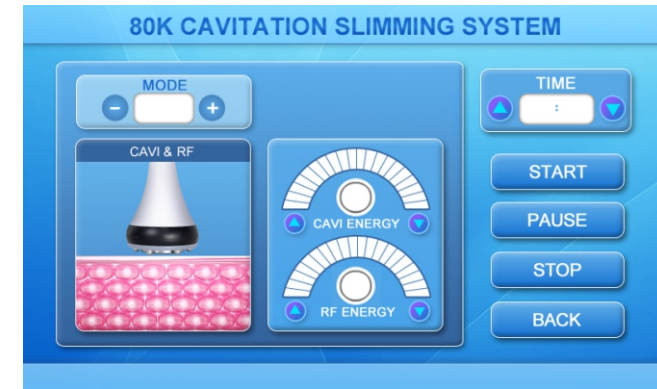 80K CAVITATION SLIMMING SYSTEM
MODE
- +
TIME
:
CAVI & RF
CAVI ENERGY
RF ENERGY
START
PAUSE
STOP
BACK